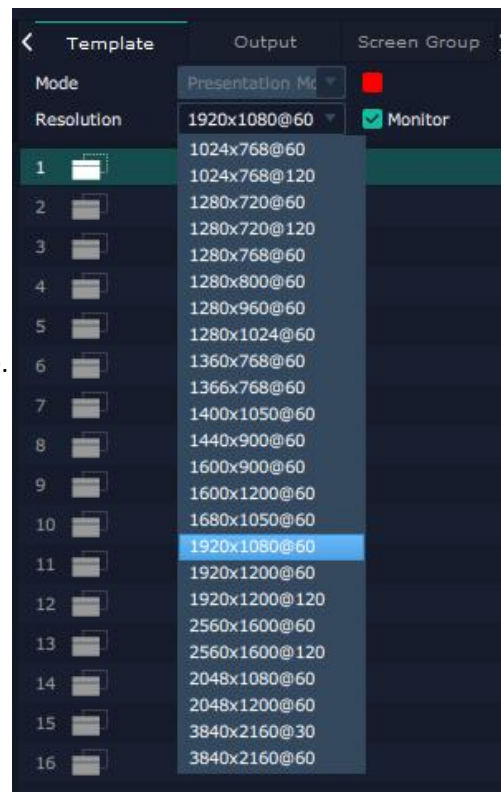 Template Output Screen Group
Mode Presentation Mo
Resolution 1920x1080@60 Monitor
1024x768@60
1 1024x768@120
2 1280x720@60
1280x720@120
3 1280x768@60
4 1280x800@60
1280x960@60
5 1280x1024@60
6 1360x768@60
1366x768@60
7 1400x1050@60
8 1440x900@60
1600x900@60
9 1600x1200@60
10 1680x1050@60
1920x1080@60
11 1920x1200@60
12 1920x1200@120
2560x1600@60
13 2560x1600@120
14 2048x1080@60
2048x1200@60
15 3840x2160@30
16 3840x2160@60